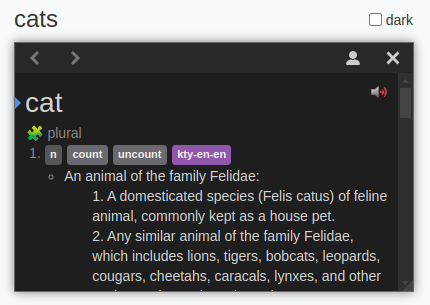 cats
dark
cat
plural
1. n count uncount kty-en-en
An animal of the family Felidae:
1. A domesticated species (Felis catus) of feline
animal, commonly kept as a house pet.
2. Any similar animal of the family Felidae,
which includes lions, tigers, bobcats, leopards,
cougars, cheetahs, caracals, lynxes, and other